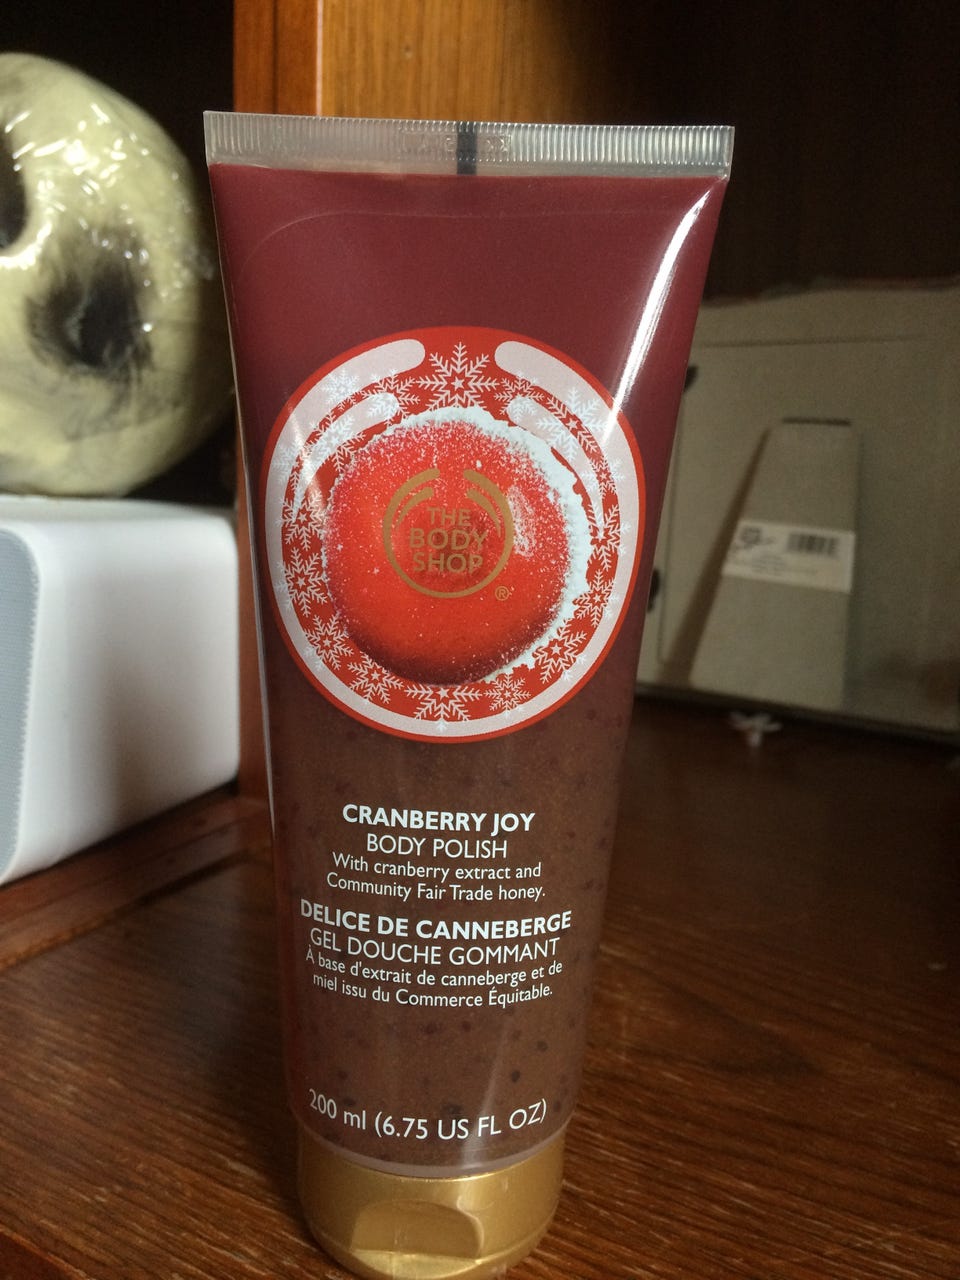 THE
BODY
SHOP
®
CRANBERRY JOY
BODY POLISH
With cranberry extract and
Community Fair Trade honey.
DELICE DE CANNEBERGE
GEL DOUCHE GOMMANT
À base d'extrait de canneberge et de
miel issu du Commerce Équitable.
200 ml (6.75 US FL OZ)